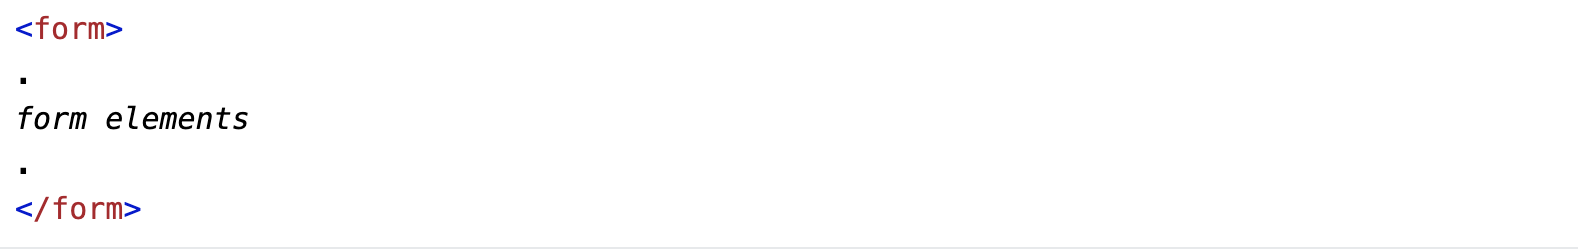 <form>
.
form elements
.
</form>